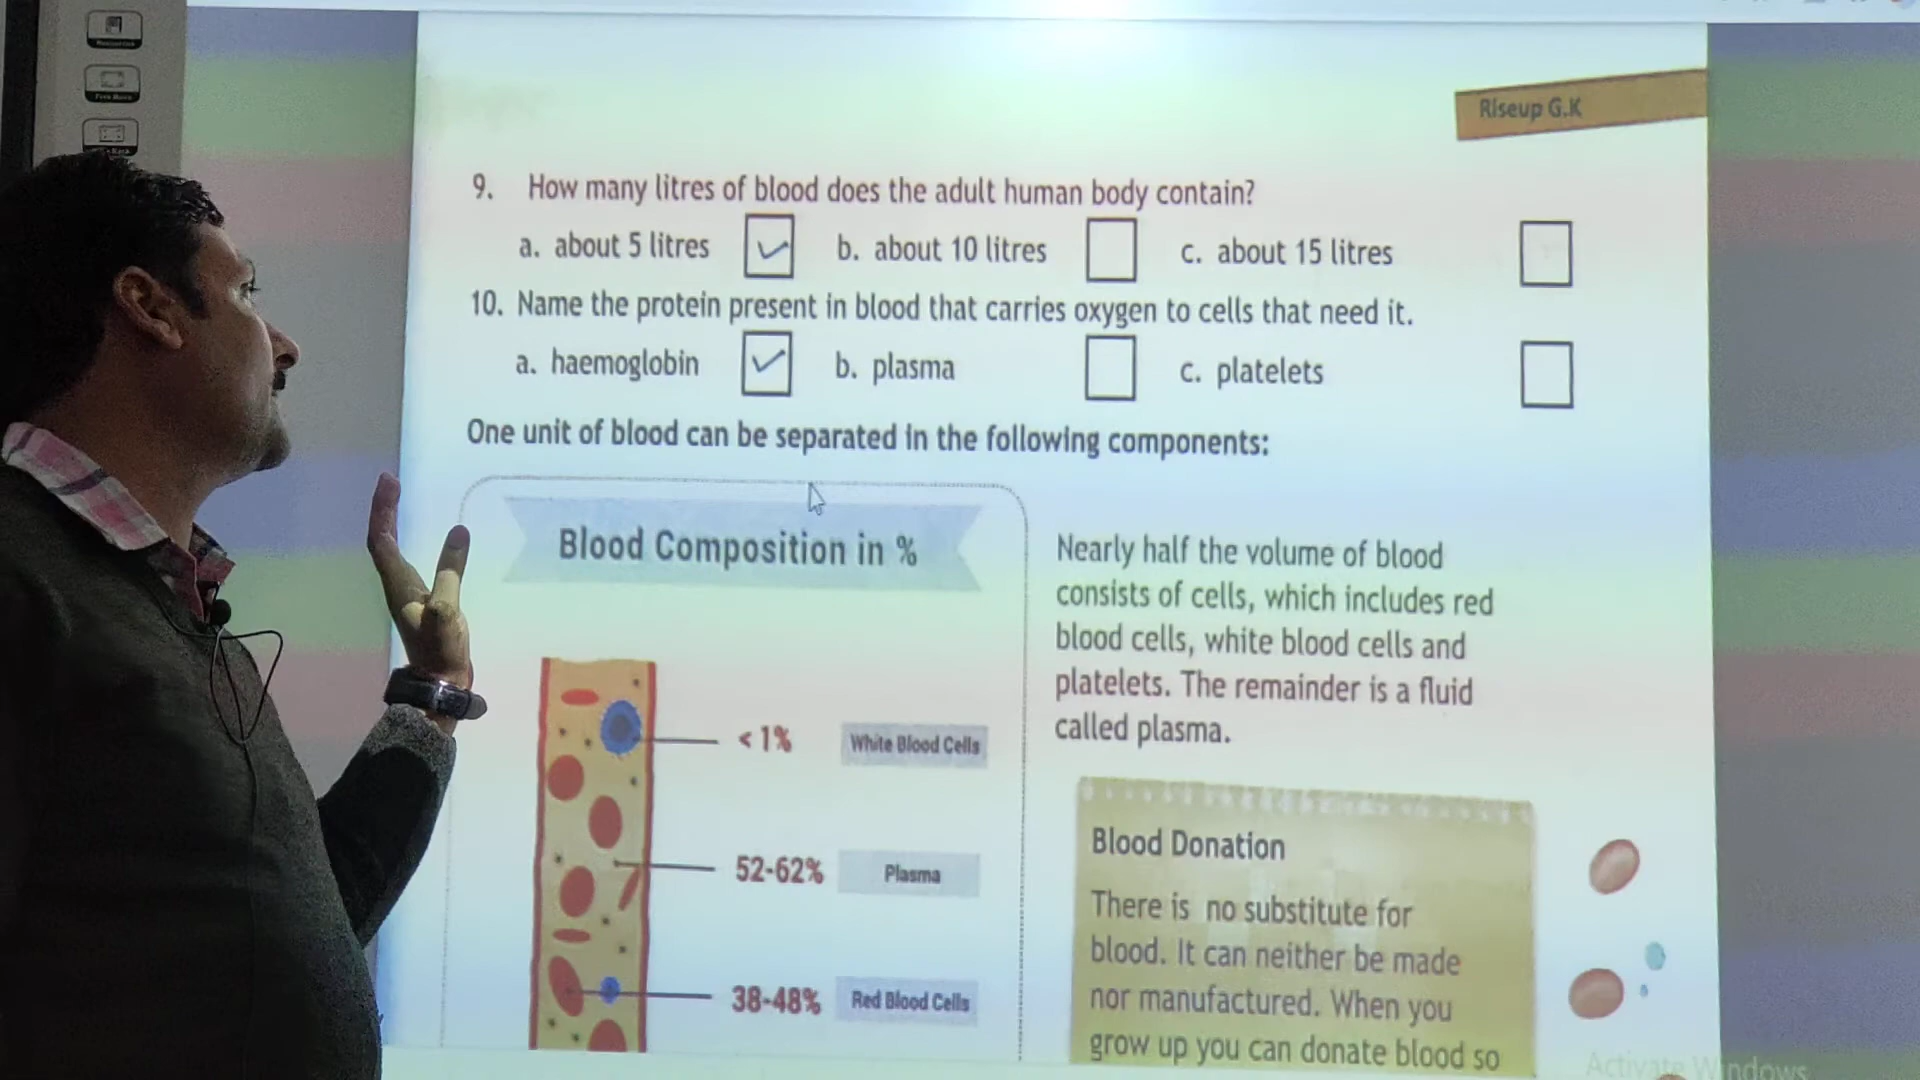 Riseup G.K
9. How many litres of blood does the adult human body contain?
a. about 5 litres b. about 10 litres c. about 15 litres
10. Name the protein present in blood that carries oxygen to cells that need it.
a. haemoglobin b. plasma c. platelets
One unit of blood can be separated in the following components:
Blood Composition in %
<1% White Blood Cells
52-62% Plasma
38-48% Red Blood Cells
Nearly half the volume of blood
consists of cells, which includes red
blood cells, white blood cells and
platelets. The remainder is a fluid
called plasma.
Blood Donation
There is no substitute for
blood. It can neither be made
nor manufactured. When you
grow up you can donate blood so
Activate Windows